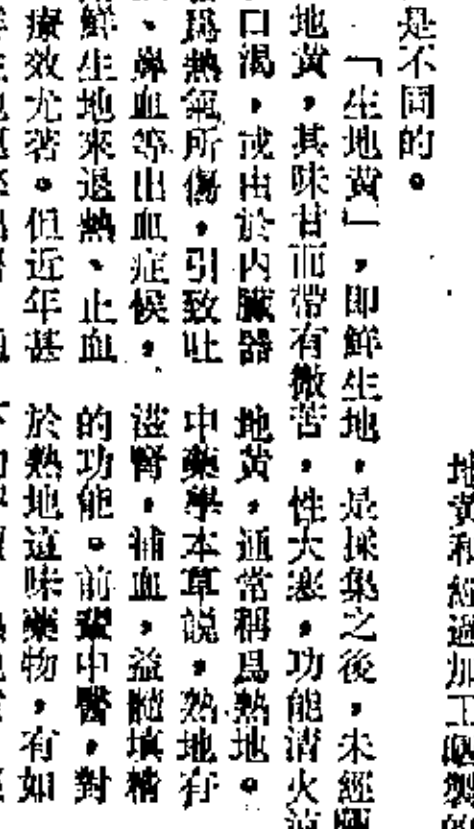 地黃和經過加工曬製的
是不同的。
「生地黃」，即鮮生地，是採集之後，未經曬
地黃，其味甘而帶有微苦，性大寒，功能清火涼
口渴，或由於內臟器
爲熱氣所傷，引致吐
、鼻血等出血症候，
鮮生地來退熱、止血
療效尤著。但近年甚
地黃，通常稱爲熟地。
中藥學本草說，熟地有
滋腎，補血，益髓填精
的功能。前輩中醫，對
於熱地這味藥物，有如